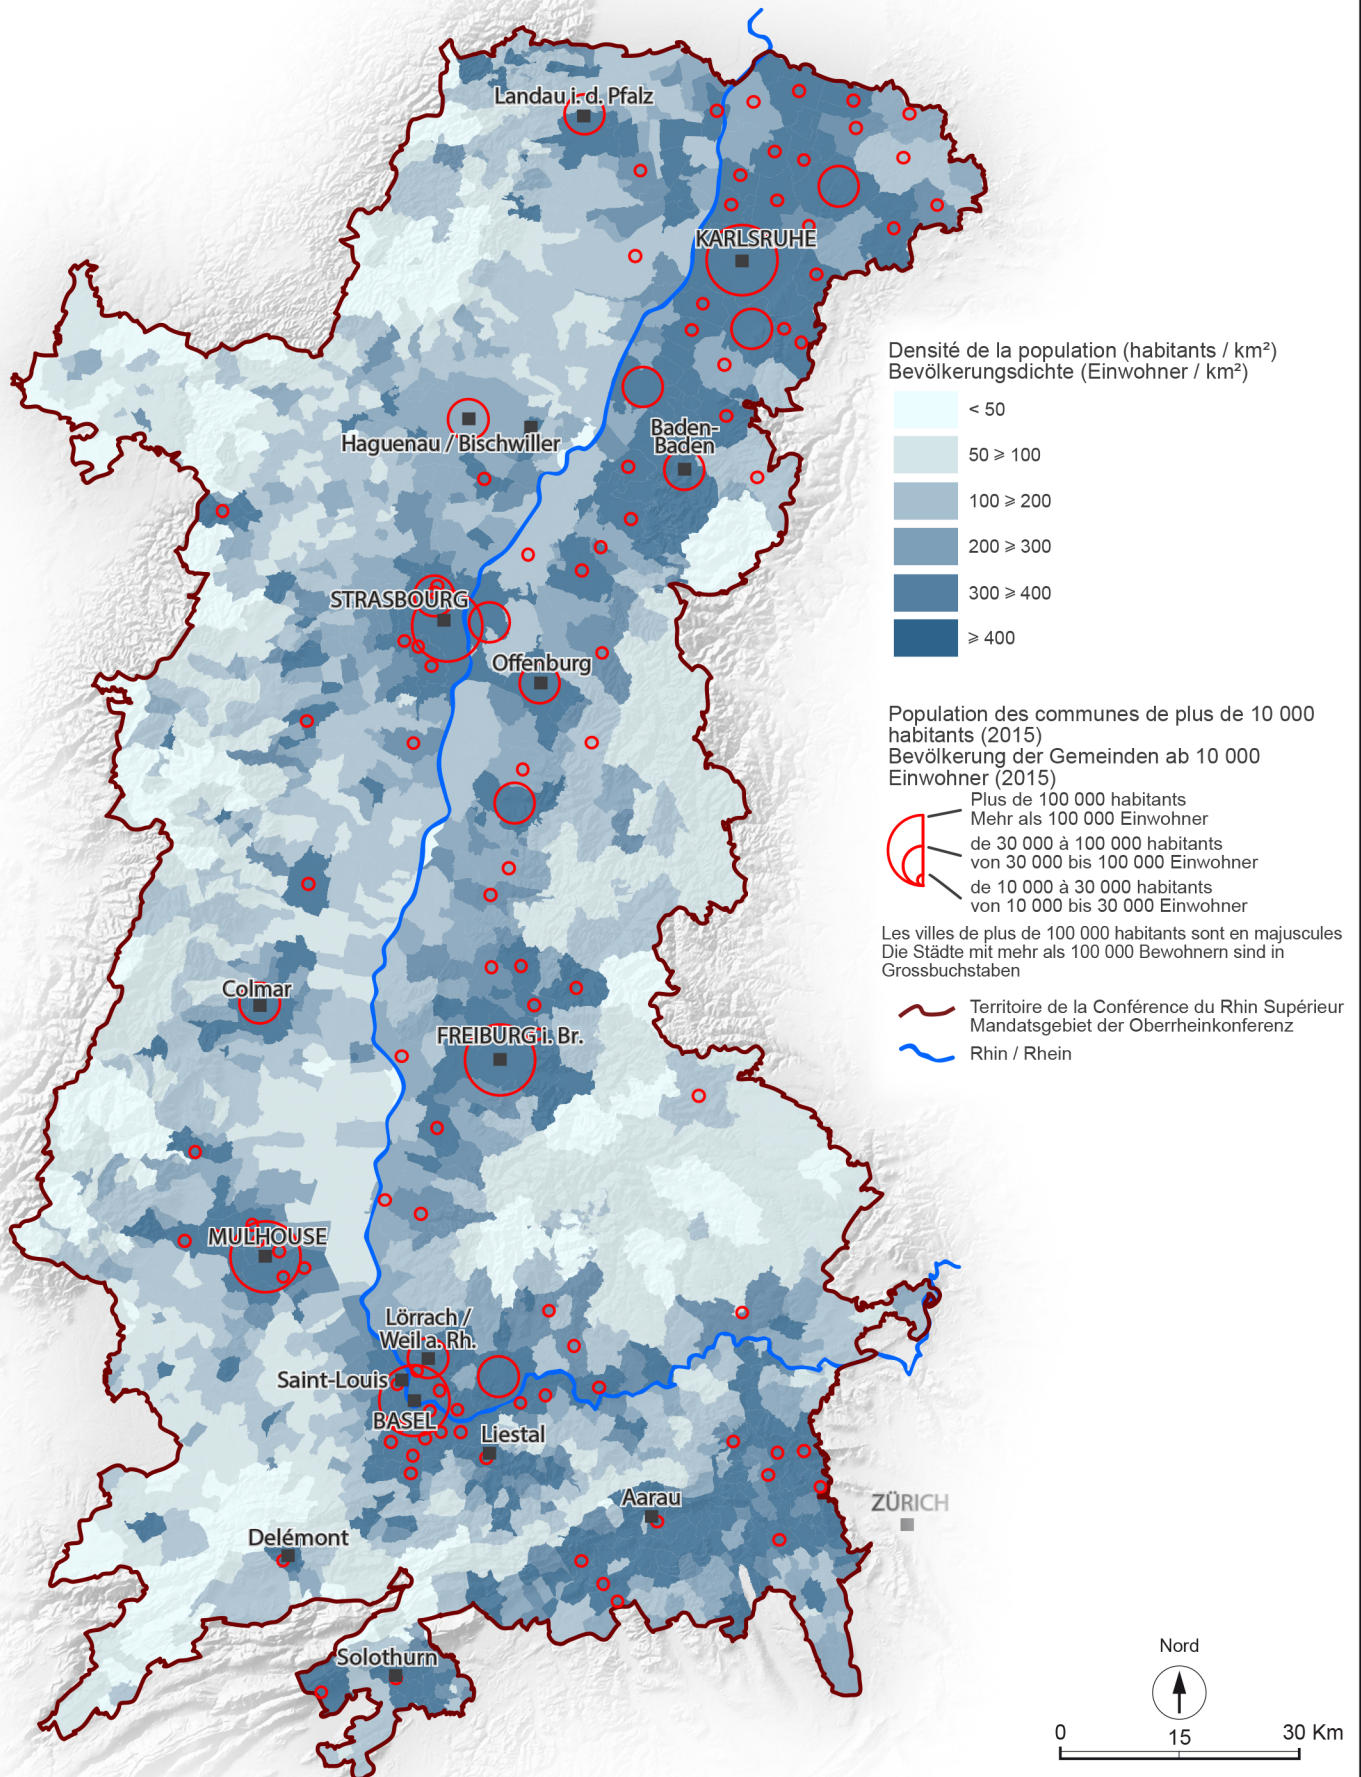 Landau i. d. Pfalz
KARLSRUHE
Haguenau / Bischwiller
Baden-
Baden
STRASBOURG
Offenburg
Colmar
FREIBURG i. Br.
MULHOUSE
Lörrach /
Weil a. Rh.
Saint-Louis
BASEL
Liestal
Aarau
ZÜRICH
Delémont
Solothurn
Densité de la population (habitants / km²)
Bevölkerungsdichte (Einwohner / km²)
< 50
50 ⩾ 100
100 ⩾ 200
200 ⩾ 300
300 ⩾ 400
⩾ 400
Population des communes de plus de 10 000
habitants (2015)
Bevölkerung der Gemeinden ab 10 000
Einwohner (2015)
Plus de 100 000 habitants
Mehr als 100 000 Einwohner
de 30 000 à 100 000 habitants
von 30 000 bis 100 000 Einwohner
de 10 000 à 30 000 habitants
von 10 000 bis 30 000 Einwohner
Les villes de plus de 100 000 habitants sont en majuscules
Die Städte mit mehr als 100 000 Bewohnern sind in
Grossbuchstaben
Territoire de la Conférence du Rhin Supérieur
Mandatsgebiet der Oberrheinkonferenz
Rhin / Rhein
Nord
0 15 30 Km